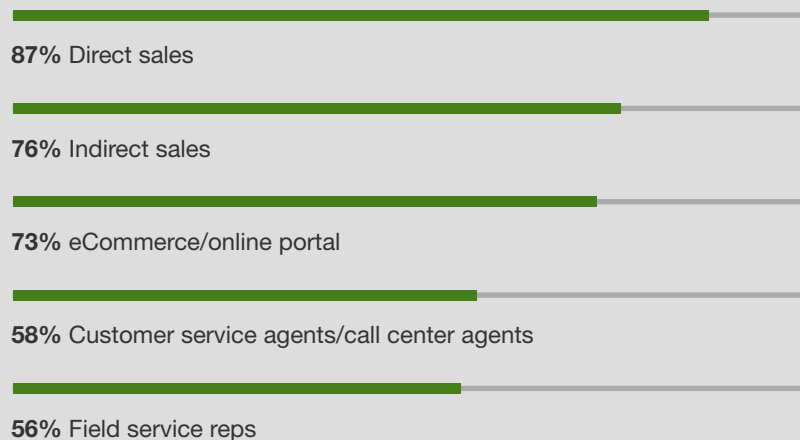 87% Direct sales
76% Indirect sales
73% eCommerce/online portal
58% Customer service agents/call center agents
56% Field service reps